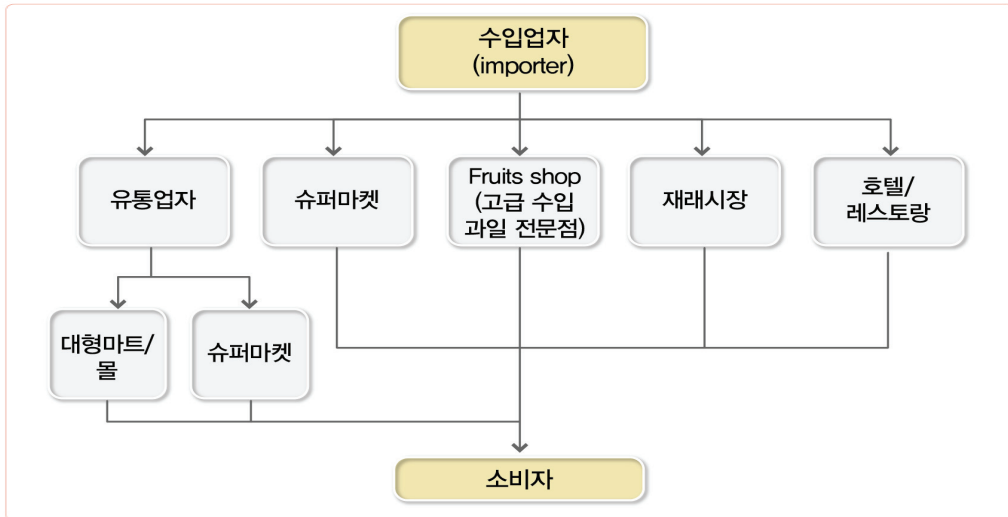 수입업자
(importer)
유통업자
슈퍼마켓
Fruits shop
(고급 수입
과일 전문점)
재래시장
호텔/
레스토랑
대형마트/
몰
슈퍼마켓
소비자